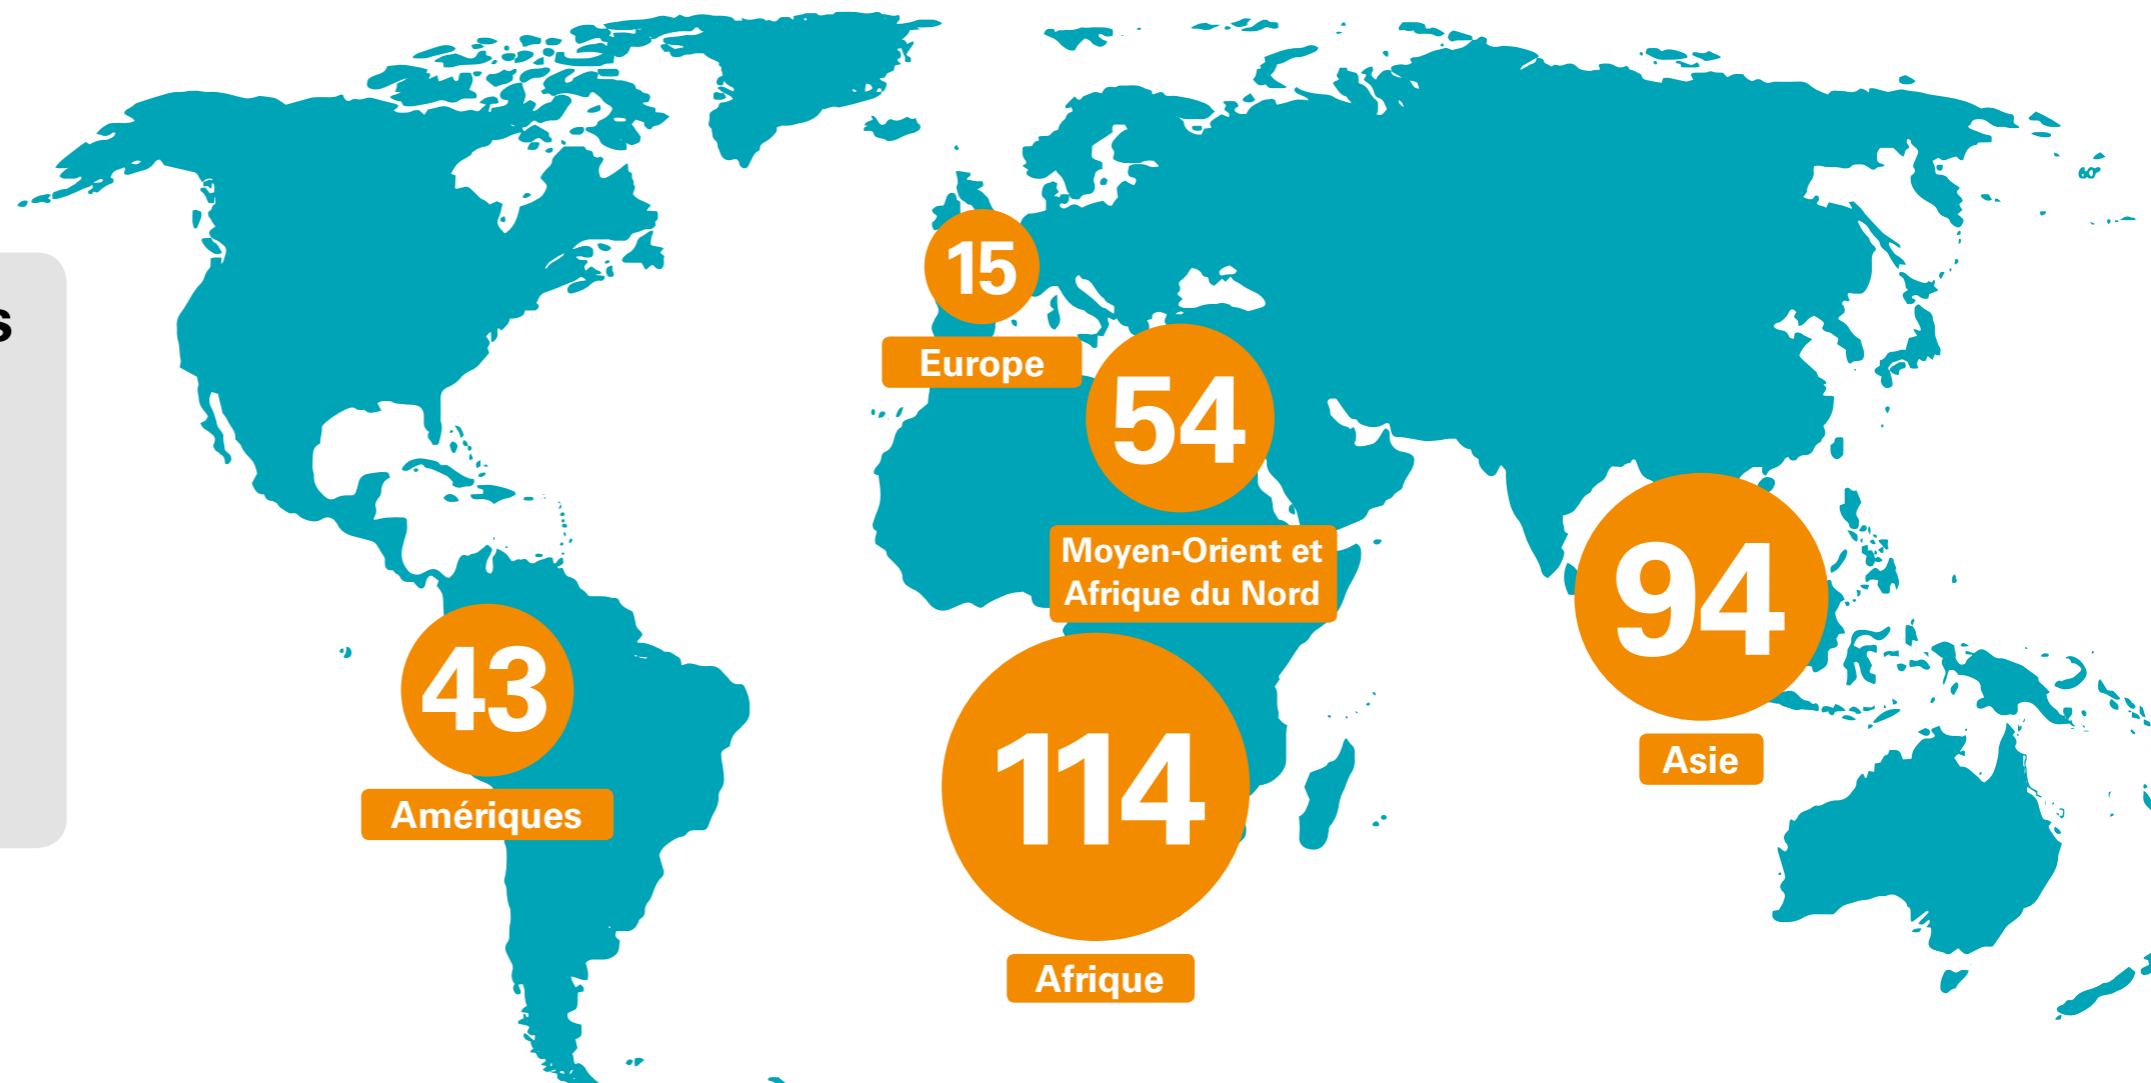 s
15
Europe
54
Moyen-Orient et
Afrique du Nord
94
Asie
43
Amériques
114
Afrique